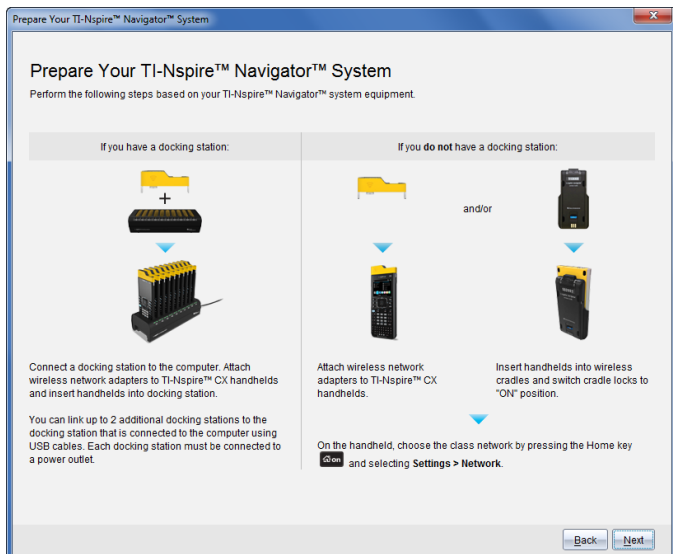 Prepare Your TI-Nspire™ Navigator™ System
Prepare Your TI-Nspire™ Navigator™ System
Perform the following steps based on your TI-Nspire™ Navigator™ system equipment.
If you have a docking station:
+
Connect a docking station to the computer. Attach
wireless network adapters to TI-Nspire™ CX handhelds
and insert handhelds into docking station.
You can link up to 2 additional docking stations to the
docking station that is connected to the computer using
USB cables. Each docking station must be connected to
a power outlet.
If you do not have a docking station:
and/or
Attach wireless network
adapters to TI-Nspire™ CX
handhelds.
Insert handhelds into wireless
cradles and switch cradle locks to
"ON" position.
On the handheld, choose the class network by pressing the Home key
on and selecting Settings > Network.
Back
Next